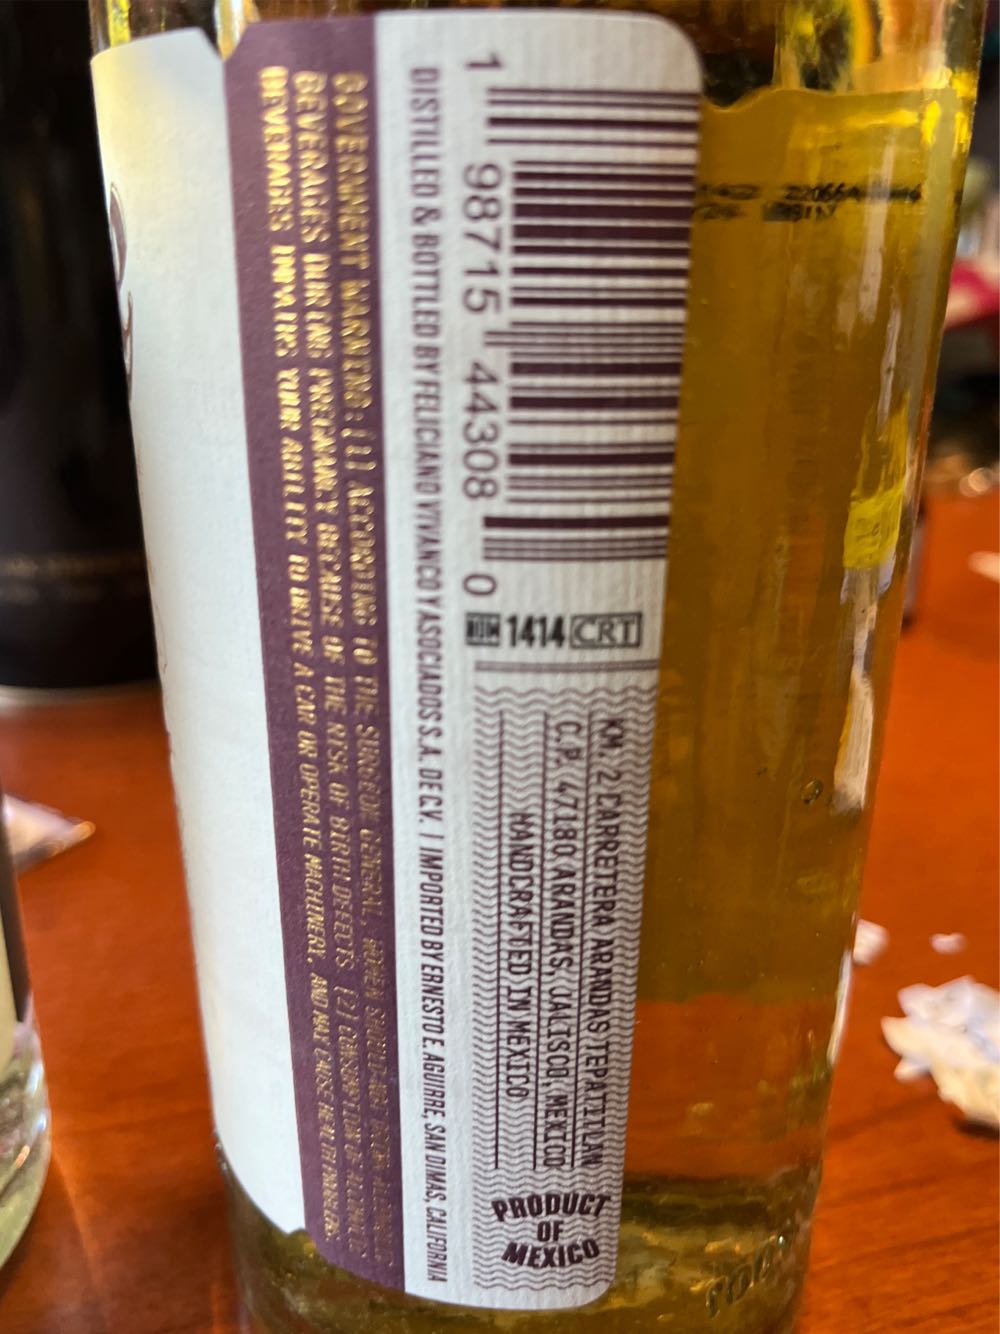 GOVERNMENT WARNING: (1) ACCORDING TO THE SURGEON GENERAL, WOMEN SHOULD NOT DRINK ALCOHOLIC
BEVERAGES DURING PREGNANCY BECAUSE OF THE RISK OF BIRTH DEFECTS (2) CONSUMPTION OF ALCOHOLIC
BEVERAGES IMPAIRS YOUR ABILITY TO DRIVE A CAR OR OPERATE MACHINERY, AND MAY CAUSE HEALTH PROBLEMS.
DISTILLED & BOTTLED BY FELICIANO VIVANCO Y ASOCIADOS S.A. DE C.V. | IMPORTED BY ERNESTO E. AGUIRRE, SAN DIMAS, CALIFORNIA
1 98715 44308 0
NOM 1414 CRT
KM. 2 CARRETERA ARANDAS TEPATITLAN
C.P. 47180, ARANDAS, JALISCO, MEXICO
HANDCRAFTED IN MEXICO
PRODUCT
OF
MEXICO